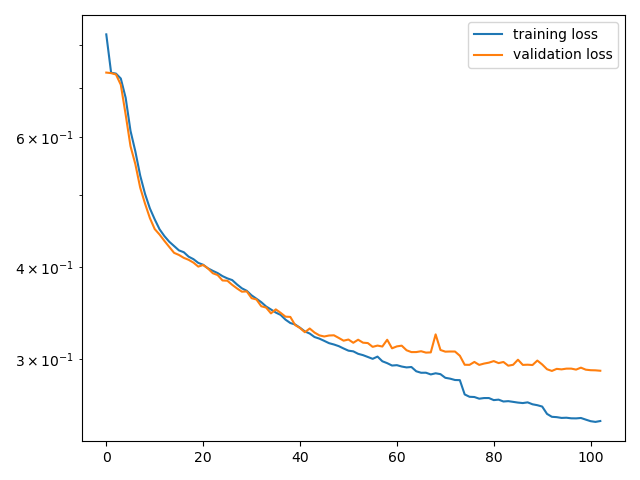 training loss
validation loss
6 × 10⁻¹
4 × 10⁻¹
3 × 10⁻¹
0 20 40 60 80 100